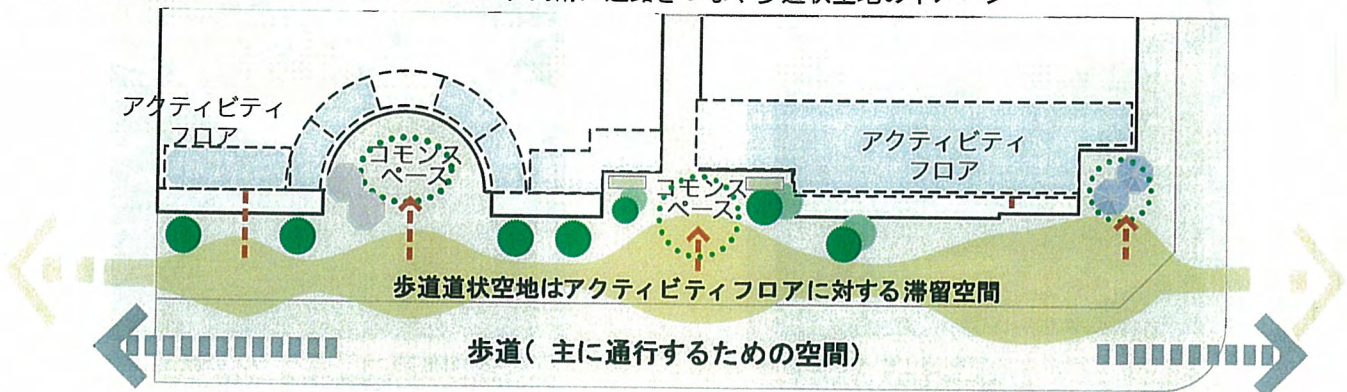 アクティビティ
フロア
コモンス
ペース
コモンス
ペース
アクティビティ
フロア
歩道道状空地はアクティビティフロアに対する滞留空間
歩道( 主に通行するための空間)